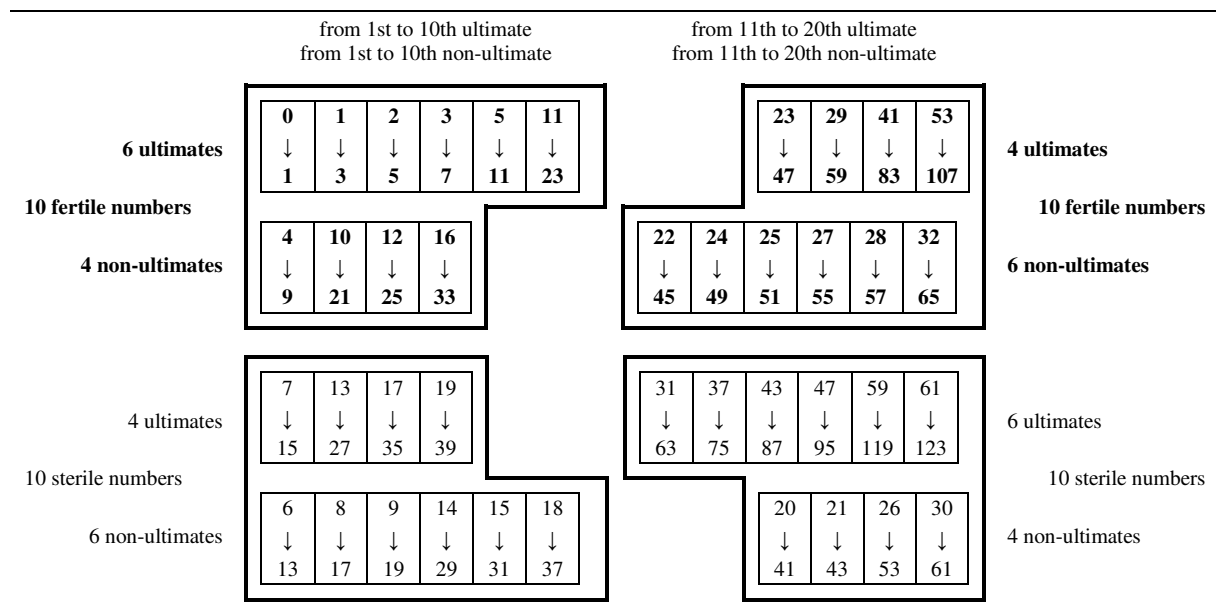 from 1st to 10th ultimate from 11th to 20th ultimate
from 1st to 10th non-ultimate from 11th to 20th non-ultimate
0 1 2 3 5 11 23 29 41 53
6 ultimates ↓ ↓ ↓ ↓ ↓ ↓ ↓ ↓ ↓ ↓ 4 ultimates
1 3 5 7 11 23 47 59 83 107
10 fertile numbers 10 fertile numbers
4 10 12 16 22 24 25 27 28 32
4 non-ultimates ↓ ↓ ↓ ↓ ↓ ↓ ↓ ↓ ↓ ↓ 6 non-ultimates
9 21 25 33 45 49 51 55 57 65
7 13 17 19 31 37 43 47 59 61
4 ultimates ↓ ↓ ↓ ↓ ↓ ↓ ↓ ↓ ↓ ↓ 6 ultimates
15 27 35 39 63 75 87 95 119 123
10 sterile numbers 10 sterile numbers
6 8 9 14 15 18 20 21 26 30
6 non-ultimates ↓ ↓ ↓ ↓ ↓ ↓ ↓ ↓ ↓ ↓ 4 non-ultimates
13 17 19 29 31 37 41 43 53 61